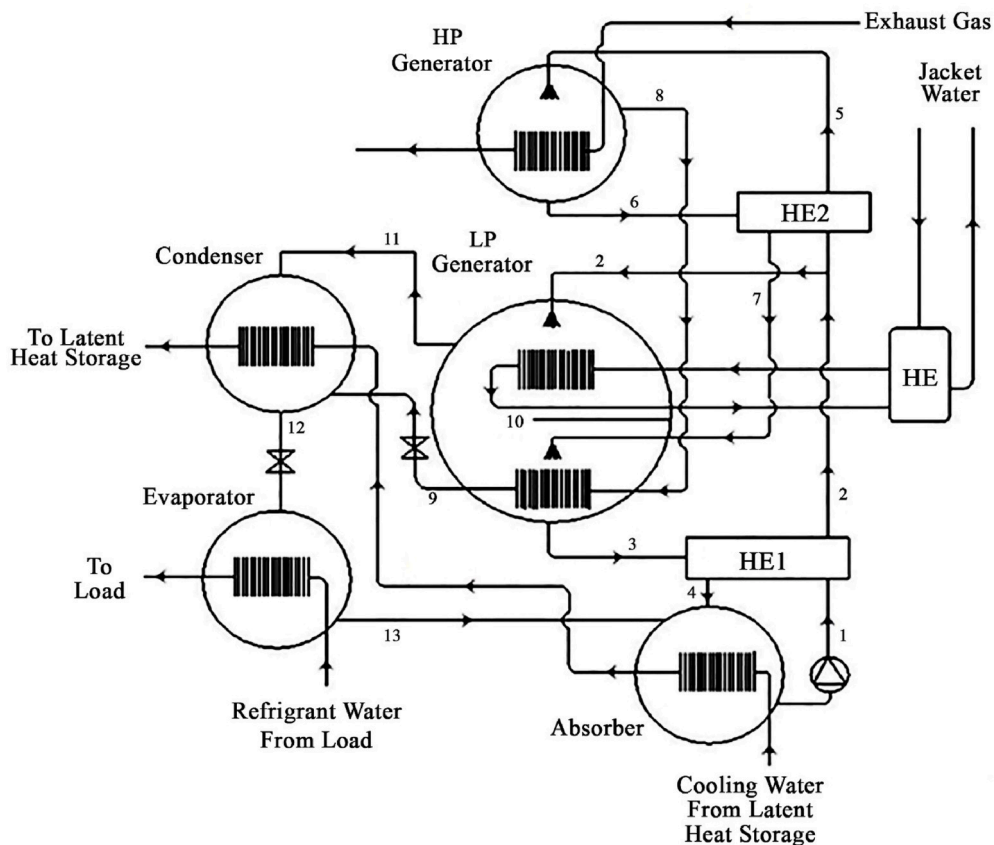 Exhaust Gas
HP
Generator
Jacket
Water
8
5
6
HE2
11
Condenser
LP
Generator
2
7
To Latent
Heat Storage
HE
10
12
Evaporator
9
2
3
HE1
To
Load
4
13
1
Refrigrant Water
From Load
Absorber
Cooling Water
From Latent
Heat Storage